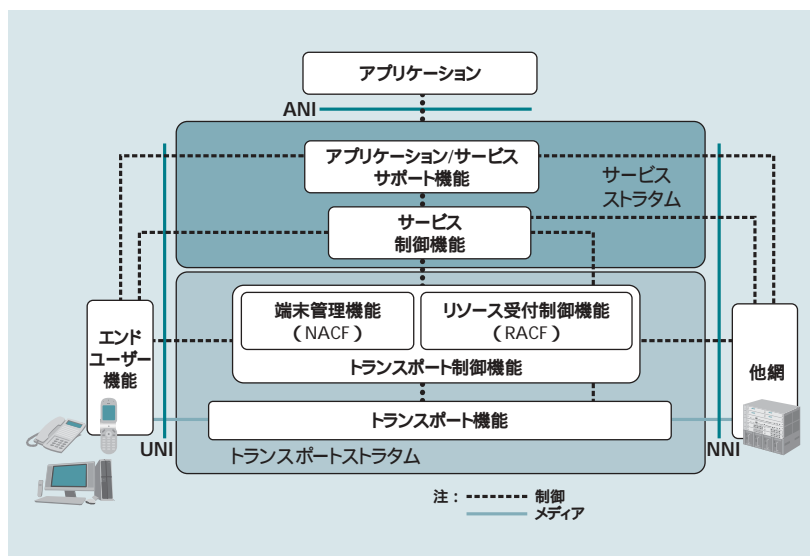 アプリケーション
ANI
アプリケーション/サービス
サポート機能
サービス
ストラタム
サービス
制御機能
端末管理機能
（NACF）
リソース受付制御機能
（RACF）
トランスポート制御機能
エンド
ユーザー
機能
他網
トランスポート機能
UNI
NNI
トランスポートストラタム
注：
制御
メディア